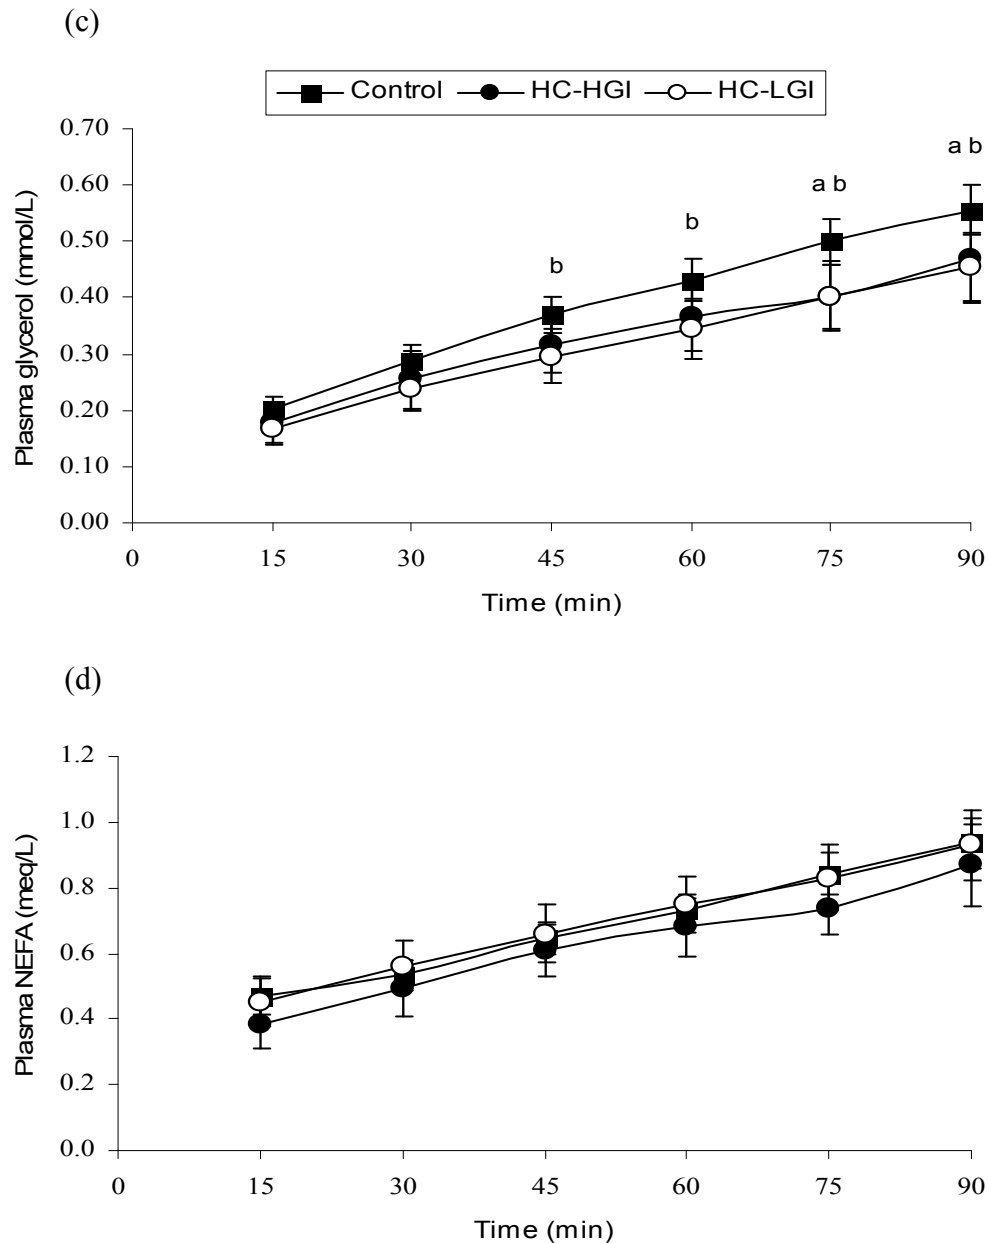 (c)
Control HC-HGI HC-LGI
0.70
0.60
0.50
0.40
0.30
0.20
0.10
0.00
Plasma glycerol (mmol/L)
b
b
a b
a b
0 15 30 45 60 75 90
Time (min)
(d)
1.2
1.0
0.8
0.6
0.4
0.2
0.0
Plasma NEFA (meq/L)
0 15 30 45 60 75 90
Time (min)